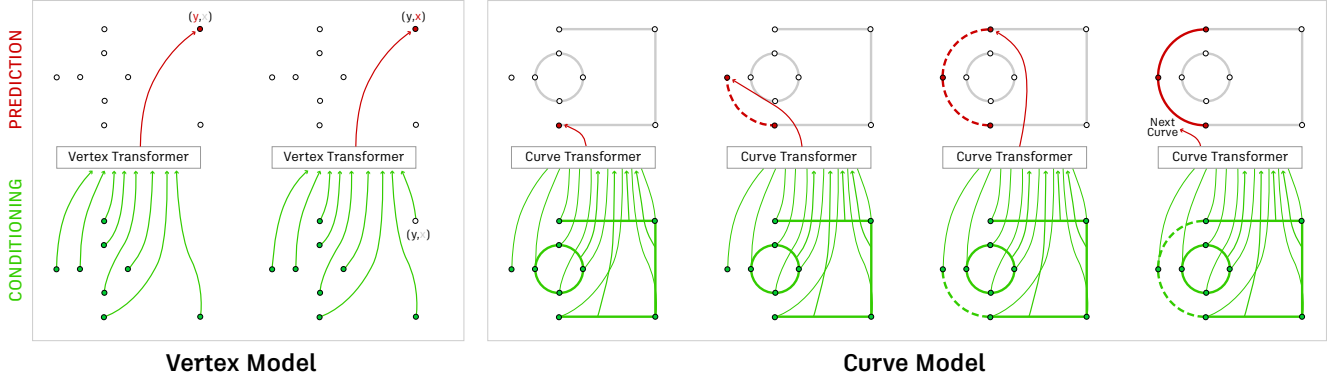 PREDICTION
CONDITIONING
(y,x)
(y,x)
Vertex Transformer
Vertex Transformer
(y,x)
Vertex Model
Next
Curve
Curve Transformer
Curve Transformer
Curve Transformer
Curve Transformer
Curve Model